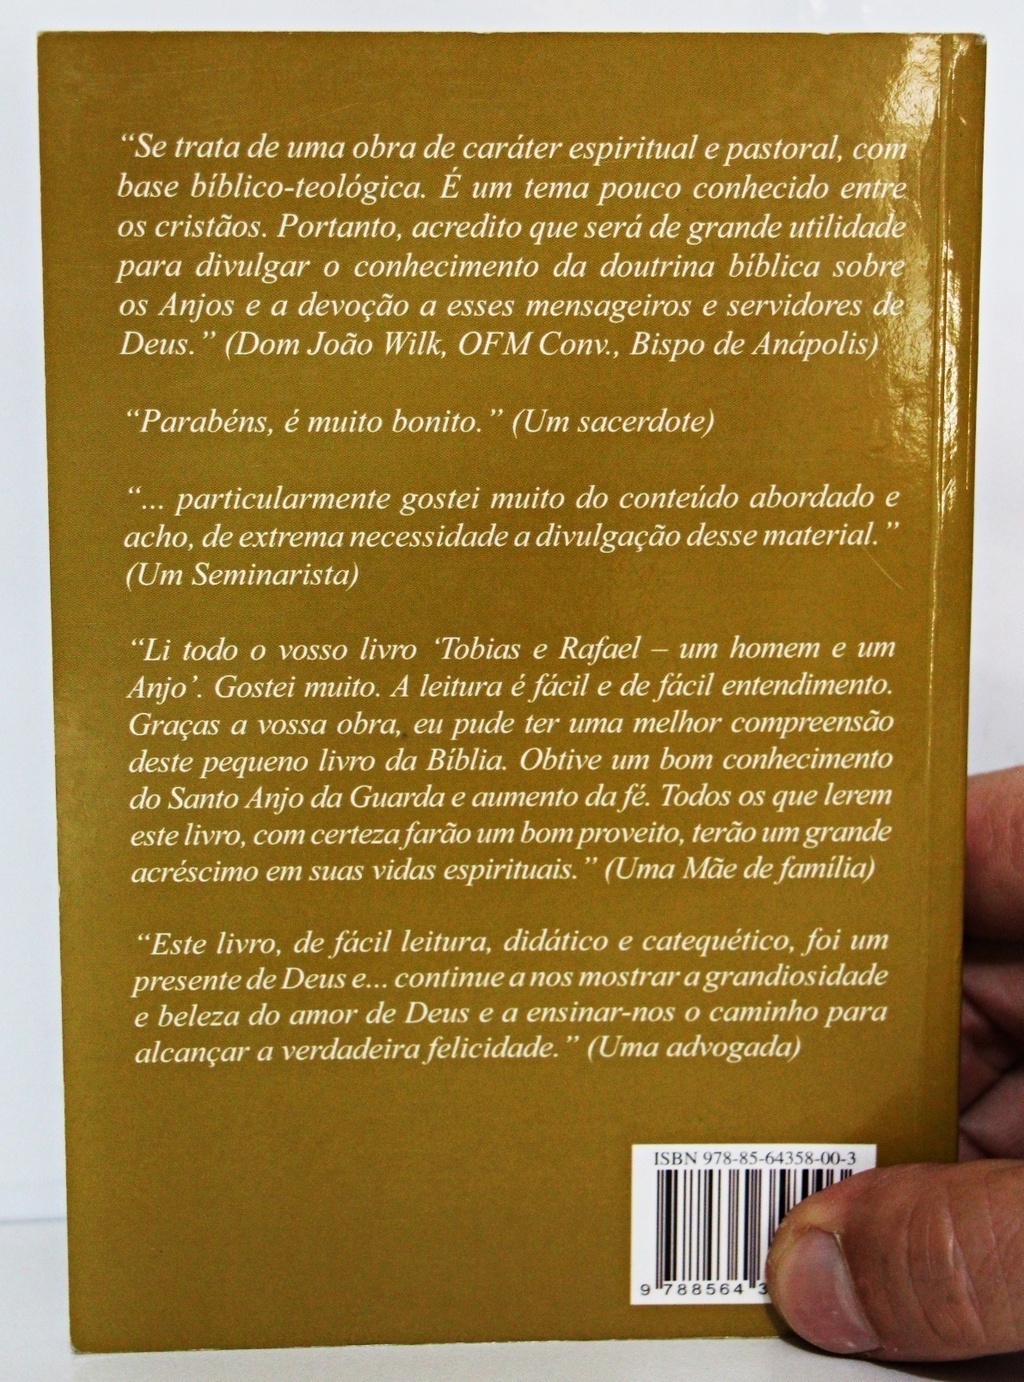 “Se trata de uma obra de caráter espiritual e pastoral, com
base bíblico-teológica. É um tema pouco conhecido entre
os cristãos. Portanto, acredito que será de grande utilidade
para divulgar o conhecimento da doutrina bíblica sobre
os Anjos e a devoção a esses mensageiros e servidores de
Deus.” (Dom João Wilk, OFM Conv., Bispo de Anápolis)
“Parabéns, é muito bonito.” (Um sacerdote)
“... particularmente gostei muito do conteúdo abordado e
acho, de extrema necessidade a divulgação desse material.”
(Um Seminarista)
“Li todo o vosso livro ‘Tobias e Rafael – um homem e um
Anjo’. Gostei muito. A leitura é fácil e de fácil entendimento.
Graças a vossa obra, eu pude ter uma melhor compreensão
deste pequeno livro da Bíblia. Obtive um bom conhecimento
do Santo Anjo da Guarda e aumento da fé. Todos os que lerem
este livro, com certeza farão um bom proveito, terão um grande
acréscimo em suas vidas espirituais.” (Uma Mãe de família)
“Este livro, de fácil leitura, didático e catequético, foi um
presente de Deus e... continue a nos mostrar a grandiosidade
e beleza do amor de Deus e a ensinar-nos o caminho para
alcançar a verdadeira felicidade.” (Uma advogada)
ISBN 978-85-64358-00-3
9 788564 3